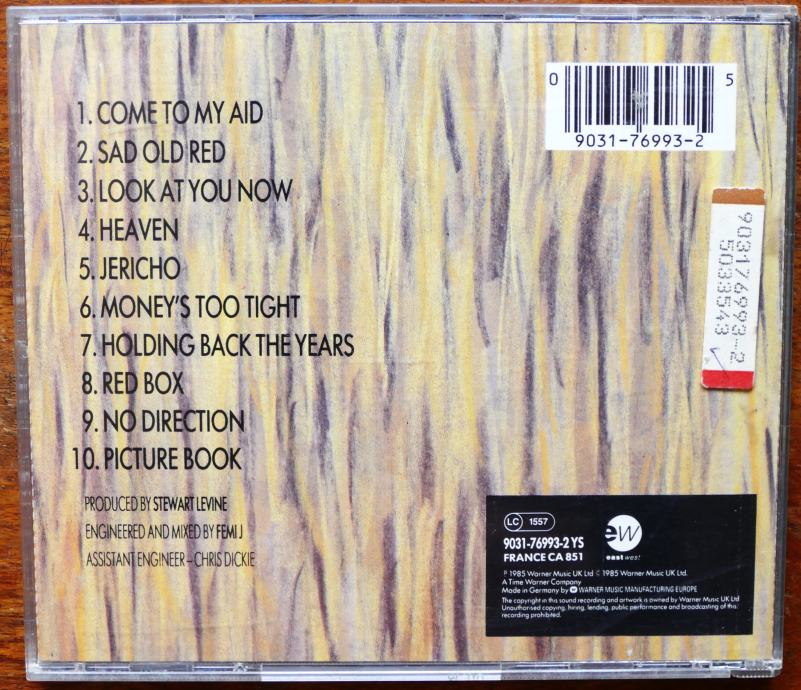 1. COME TO MY AID
2. SAD OLD RED
3. LOOK AT YOU NOW
4. HEAVEN
5. JERICHO
6. MONEY'S TOO TIGHT
7. HOLDING BACK THE YEARS
8. RED BOX
9. NO DIRECTION
10. PICTURE BOOK
PRODUCED BY STEWART LEVINE
ENGINEERED AND MIXED BY FEMI J
ASSISTANT ENGINEER – CHRIS DICKIE
0 5
9031-76993-2
903176993-2
5033543
LC 1557
9031-76993-2 YS
FRANCE CA 851
ew
east west
℗ 1985 Warner Music UK Ltd © 1985 Warner Music UK Ltd.
A Time Warner Company
Made in Germany by WARNER MUSIC MANUFACTURING EUROPE
The copyright in this sound recording and artwork is owned by Warner Music UK Ltd
Unauthorised copying, hiring, lending, public performance and broadcasting of this
recording prohibited.